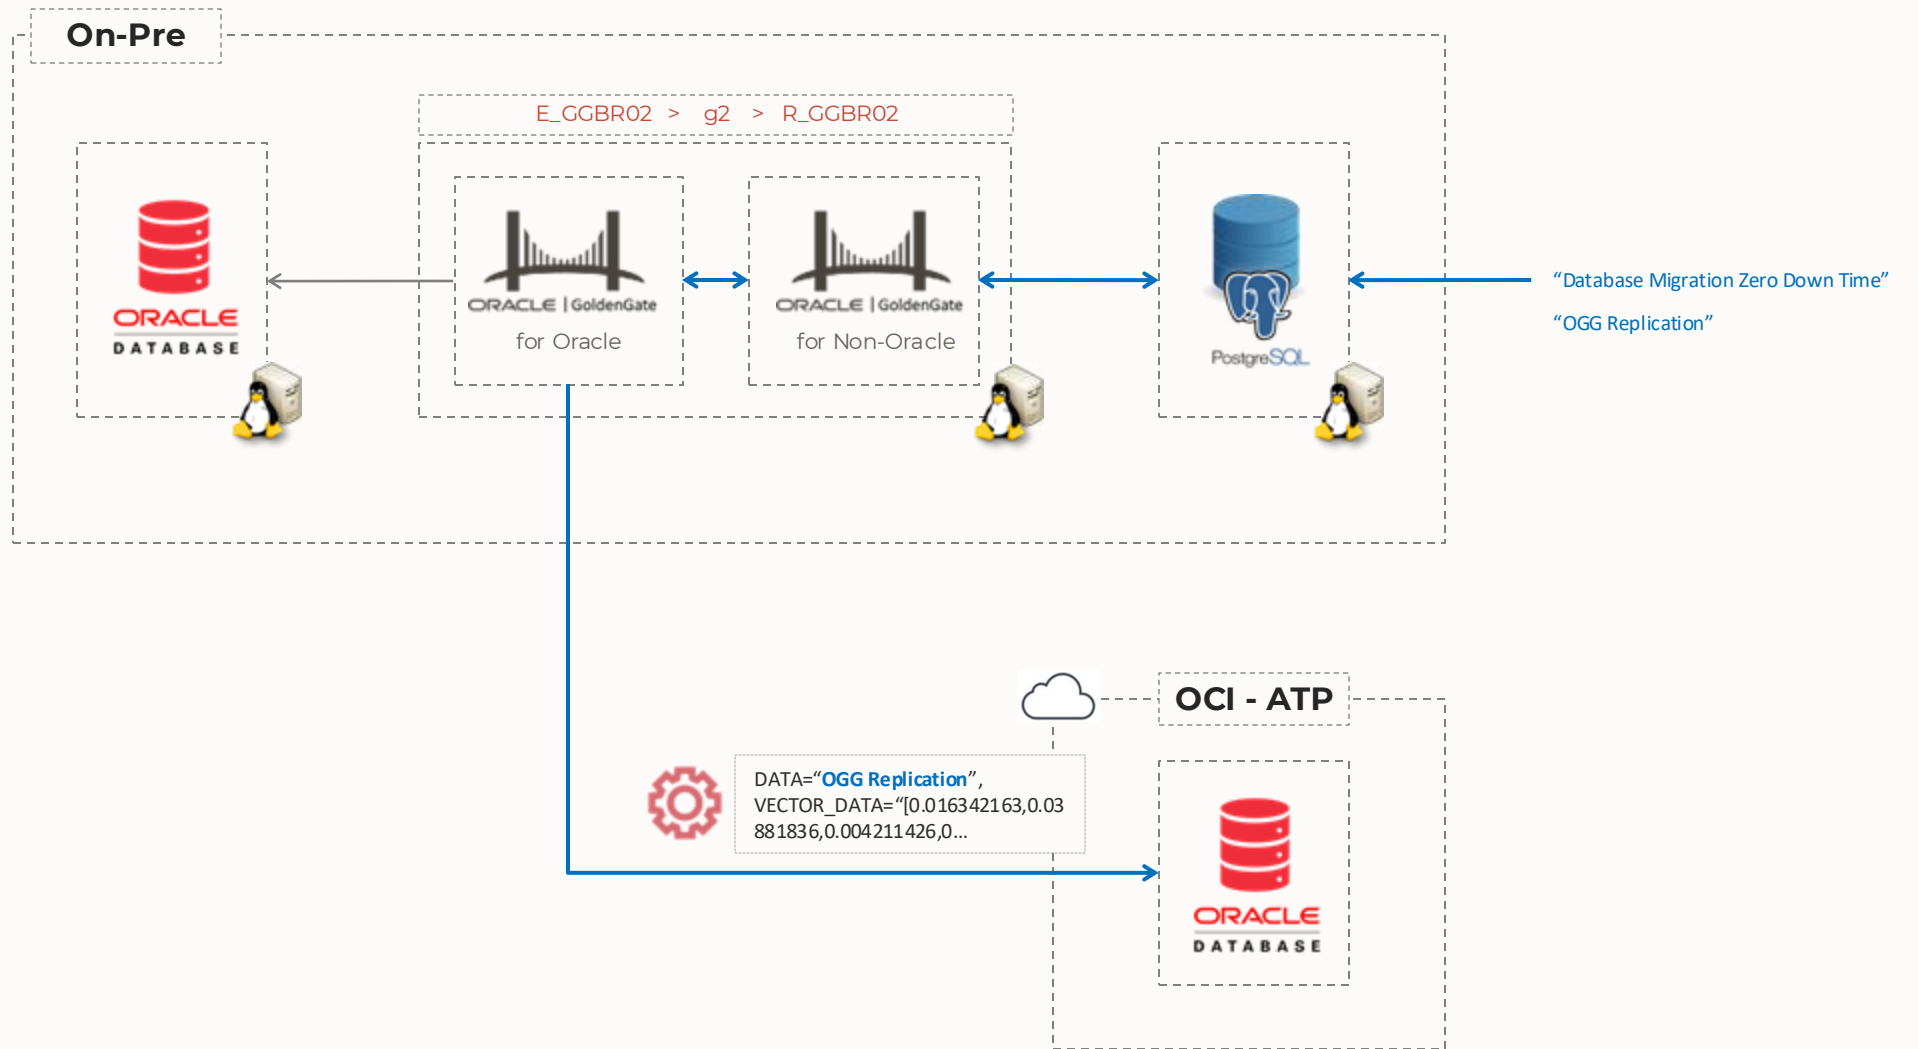 On-Pre
E_GGBR02 > g2 > R_GGBR02
ORACLE
DATABASE
ORACLE | GoldenGate
for Oracle
ORACLE | GoldenGate
for Non-Oracle
PostgreSQL
“Database Migration Zero Down Time”
“OGG Replication”
OCI - ATP
DATA=“OGG Replication”,
VECTOR_DATA=“[0.016342163,0.03
881836,0.004211426,0...
ORACLE
DATABASE